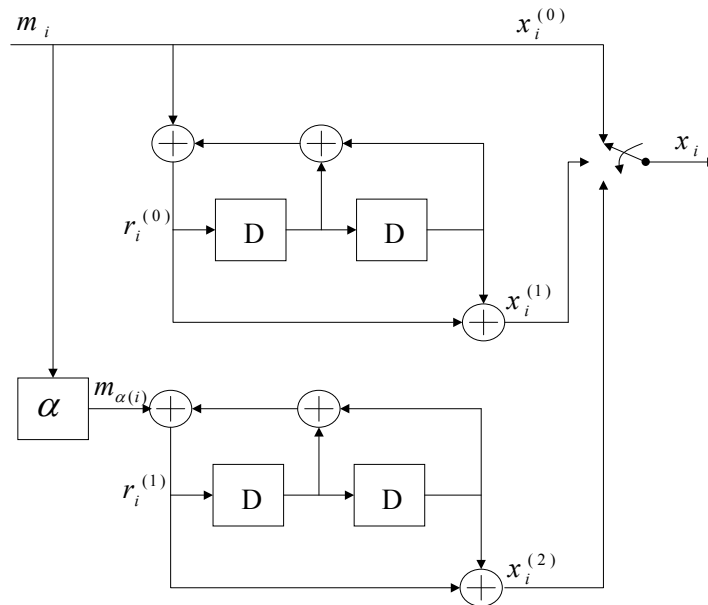 m_i
x_i^(0)
x_i
r_i^(0)
D
D
x_i^(1)
α
m_α(i)
r_i^(1)
D
D
x_i^(2)